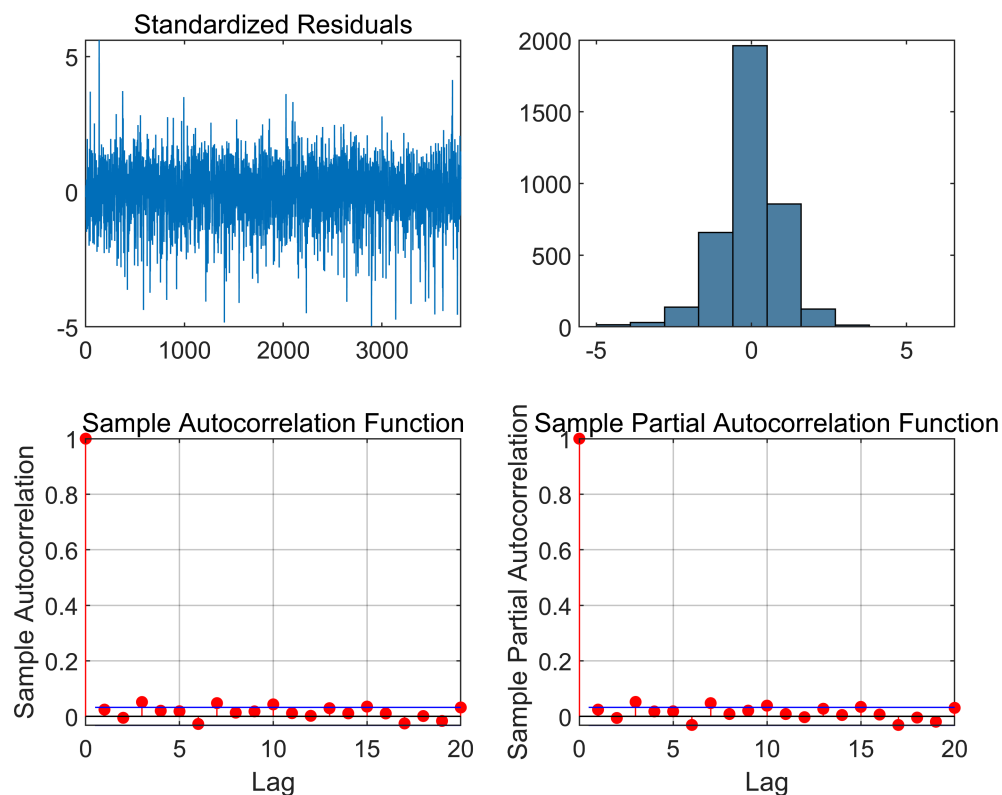 Standardized Residuals
5
0
-5
0 1000 2000 3000
2000
1500
1000
500
0
-5 0 5
Sample Autocorrelation Function
Sample Autocorrelation
1
0.8
0.6
0.4
0.2
0
0 5 10 15 20
Lag
Sample Partial Autocorrelation Function
Sample Partial Autocorrelation
1
0.8
0.6
0.4
0.2
0
0 5 10 15 20
Lag